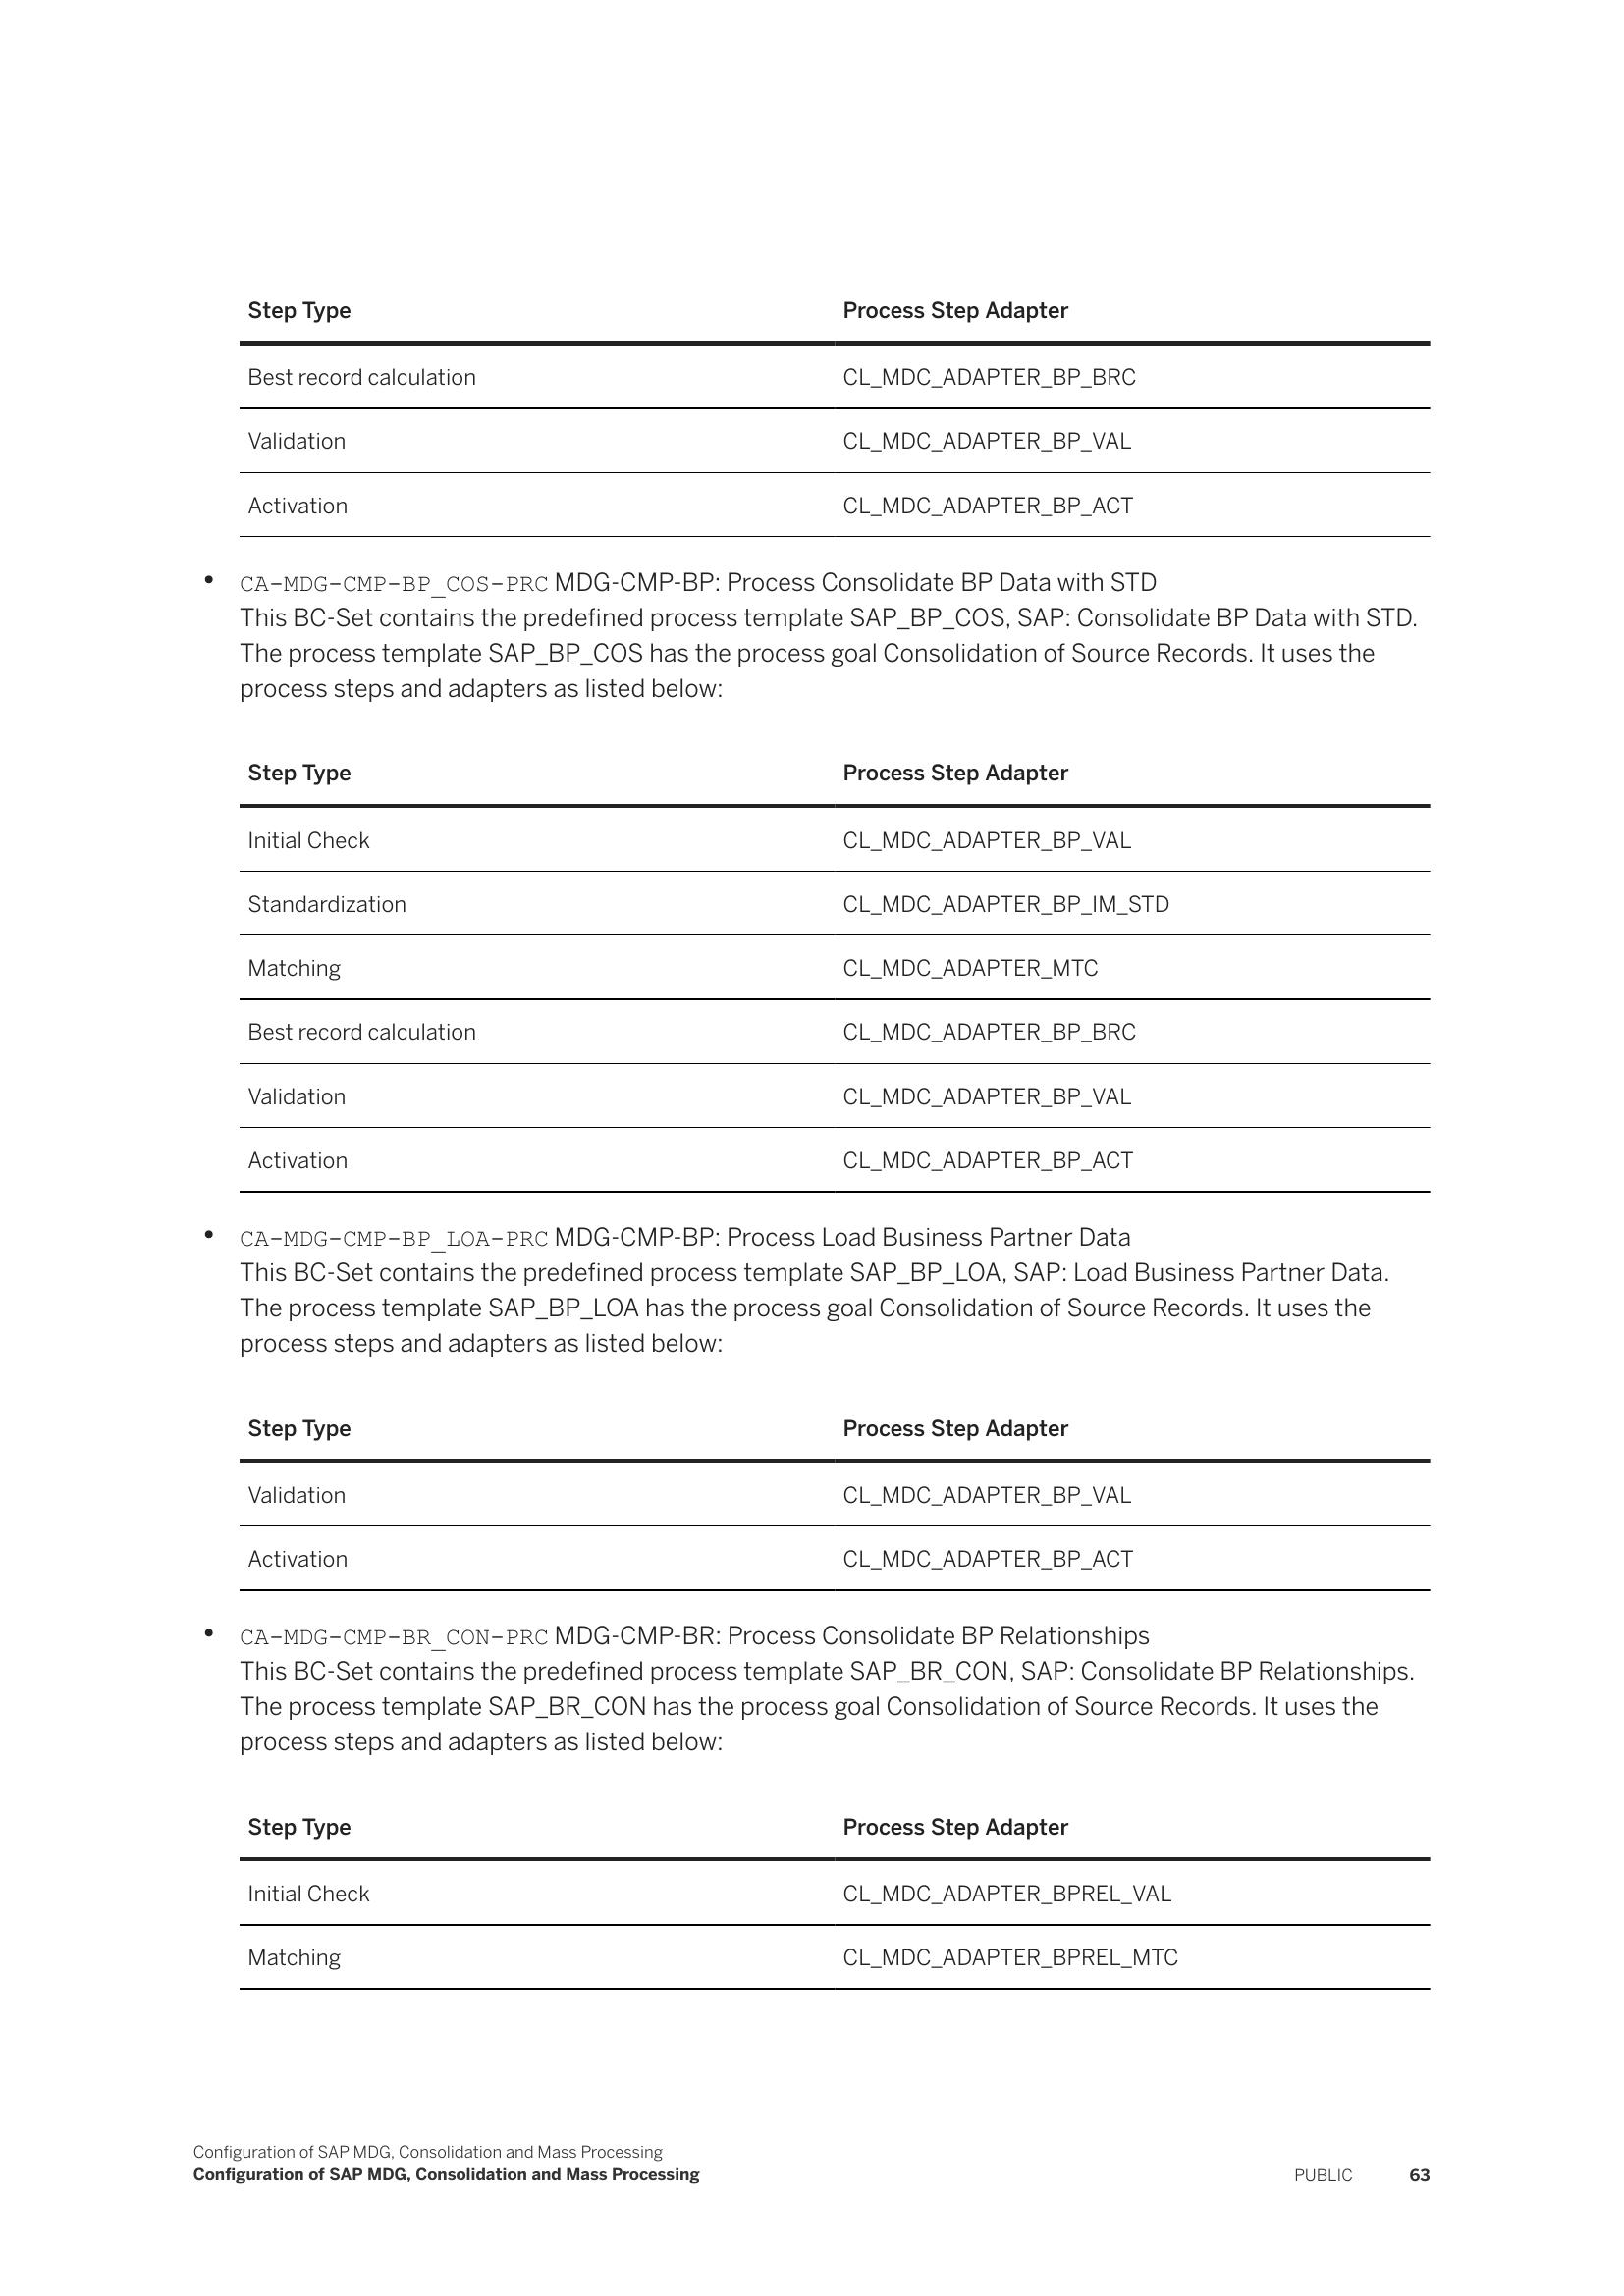 Step Type Process Step Adapter
Best record calculation CL_MDC_ADAPTER_BP_BRC
Validation CL_MDC_ADAPTER_BP_VAL
Activation CL_MDC_ADAPTER_BP_ACT
• CA-MDG-CMP-BP_COS-PRC MDG-CMP-BP: Process Consolidate BP Data with STD
This BC-Set contains the predefined process template SAP_BP_COS, SAP: Consolidate BP Data with STD.
The process template SAP_BP_COS has the process goal Consolidation of Source Records. It uses the
process steps and adapters as listed below:
Step Type Process Step Adapter
Initial Check CL_MDC_ADAPTER_BP_VAL
Standardization CL_MDC_ADAPTER_BP_IM_STD
Matching CL_MDC_ADAPTER_MTC
Best record calculation CL_MDC_ADAPTER_BP_BRC
Validation CL_MDC_ADAPTER_BP_VAL
Activation CL_MDC_ADAPTER_BP_ACT
• CA-MDG-CMP-BP_LOA-PRC MDG-CMP-BP: Process Load Business Partner Data
This BC-Set contains the predefined process template SAP_BP_LOA, SAP: Load Business Partner Data.
The process template SAP_BP_LOA has the process goal Consolidation of Source Records. It uses the
process steps and adapters as listed below:
Step Type Process Step Adapter
Validation CL_MDC_ADAPTER_BP_VAL
Activation CL_MDC_ADAPTER_BP_ACT
• CA-MDG-CMP-BR_CON-PRC MDG-CMP-BR: Process Consolidate BP Relationships
This BC-Set contains the predefined process template SAP_BR_CON, SAP: Consolidate BP Relationships.
The process template SAP_BR_CON has the process goal Consolidation of Source Records. It uses the
process steps and adapters as listed below:
Step Type Process Step Adapter
Initial Check CL_MDC_ADAPTER_BPREL_VAL
Matching CL_MDC_ADAPTER_BPREL_MTC
Configuration of SAP MDG, Consolidation and Mass Processing
Configuration of SAP MDG, Consolidation and Mass Processing PUBLIC 63